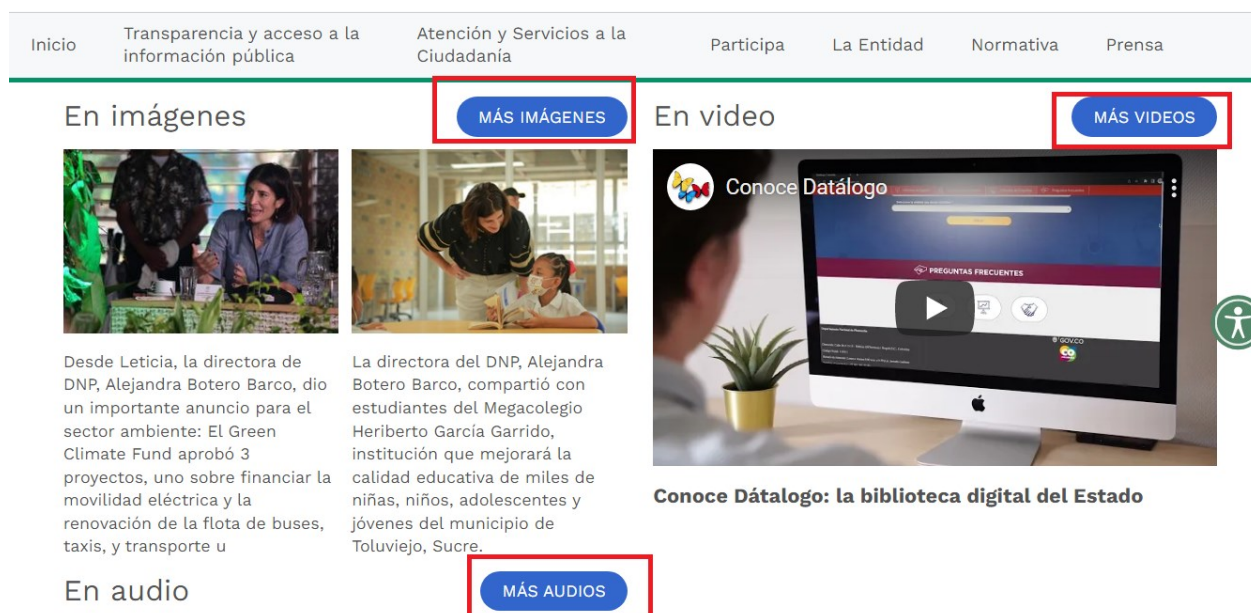 Inicio
Transparencia y acceso a la
información pública
Atención y Servicios a la
Ciudadanía
Participa
La Entidad
Normativa
Prensa
En imágenes
MÁS IMÁGENES
Desde Leticia, la directora de
DNP, Alejandra Botero Barco, dio
un importante anuncio para el
sector ambiente: El Green
Climate Fund aprobó 3
proyectos, uno sobre financiar la
movilidad eléctrica y la
renovación de la flota de buses,
taxis, y transporte u
La directora del DNP, Alejandra
Botero Barco, compartió con
estudiantes del Megacolegio
Heriberto García Garrido,
institución que mejorará la
calidad educativa de miles de
niñas, niños, adolescentes y
jóvenes del municipio de
Toluviejo, Sucre.
En video
MÁS VIDEOS
Conoce Datálogo
PREGUNTAS FRECUENTES
GOV.CO
Conoce Dátalogo: la biblioteca digital del Estado
En audio
MÁS AUDIOS